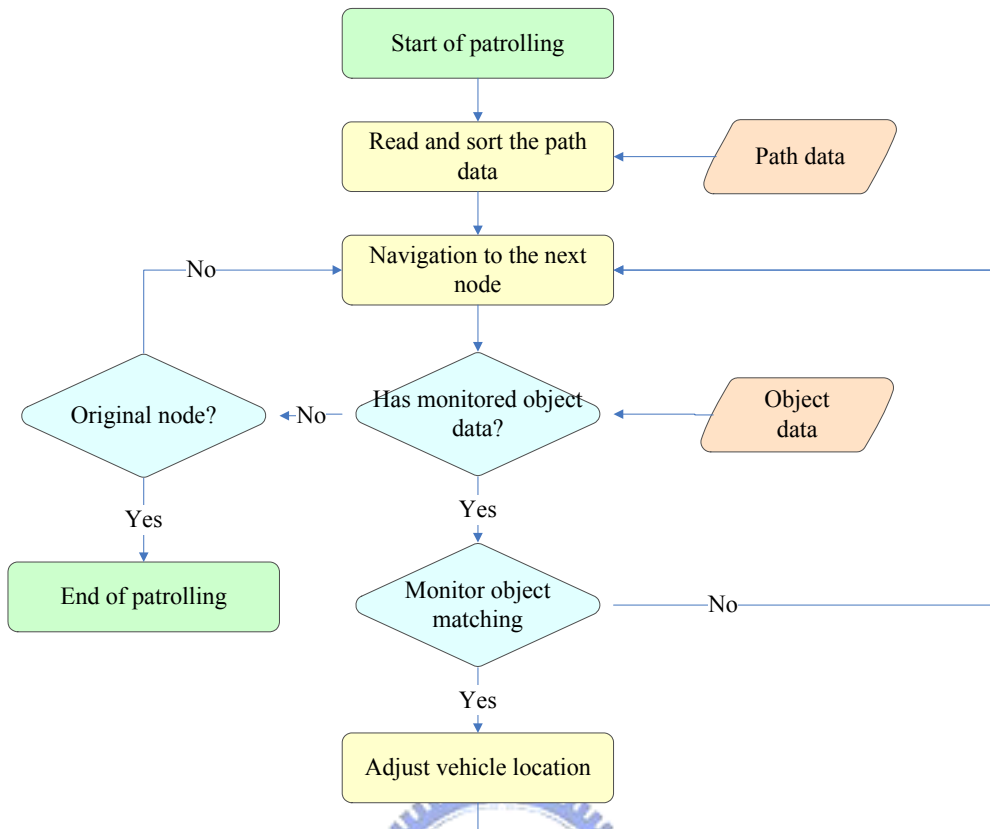 Start of patrolling
Read and sort the path
data
Path data
Navigation to the next
node
No
Original node?
No
Has monitored object
data?
Object
data
Yes
Yes
End of patrolling
Monitor object
matching
No
Yes
Adjust vehicle location